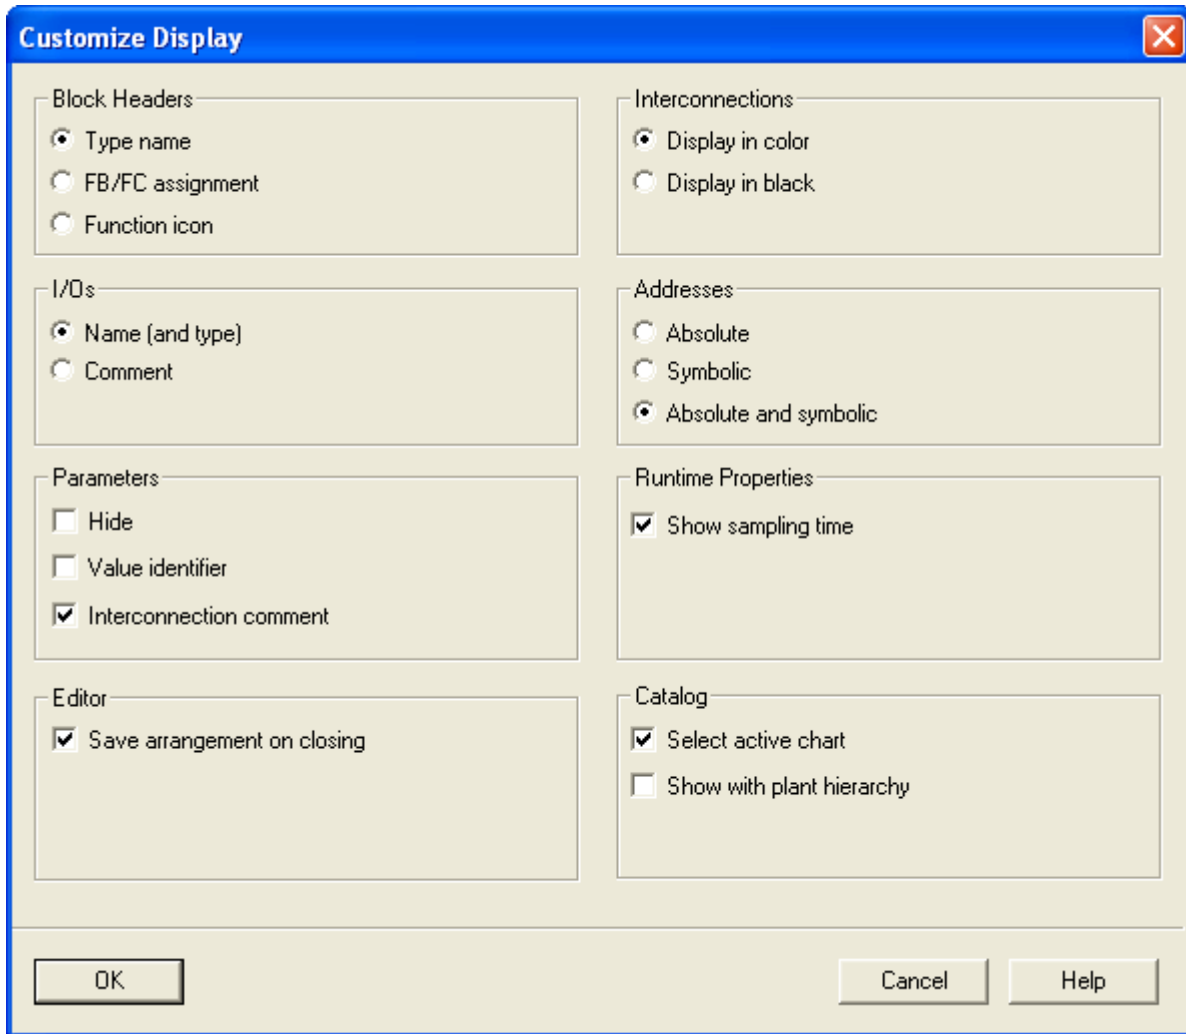 Customize Display
Block Headers
Type name
FB/FC assignment
Function icon
Interconnections
Display in color
Display in black
I/Os
Name (and type)
Comment
Addresses
Absolute
Symbolic
Absolute and symbolic
Parameters
Hide
Value identifier
Interconnection comment
Runtime Properties
Show sampling time
Editor
Save arrangement on closing
Catalog
Select active chart
Show with plant hierarchy
OK
Cancel
Help